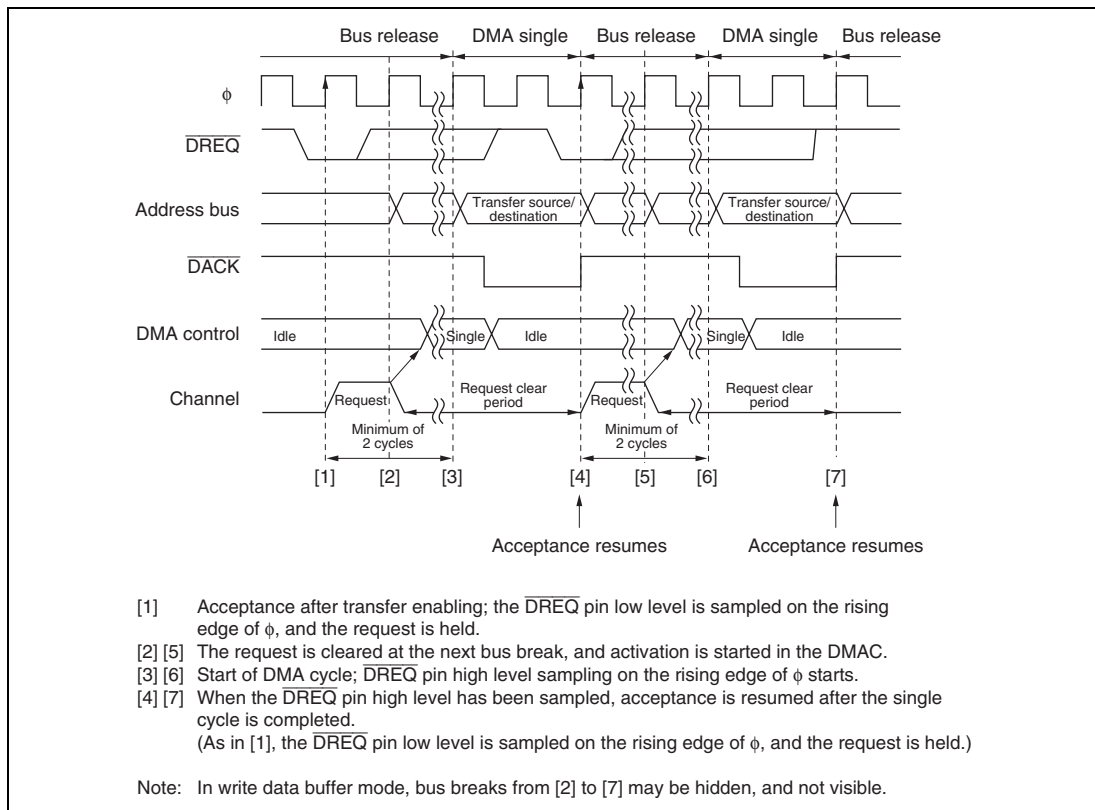 Bus release DMA single Bus release DMA single Bus release
φ
DREQ
Address bus
Transfer source/ Transfer source/
destination destination
DACK
DMA control
Idle Single Idle Single Idle
Channel
Request Request clear Request Request clear
period period
Minimum of Minimum of
2 cycles 2 cycles
[1] [2] [3] [4] [5] [6] [7]
Acceptance resumes Acceptance resumes
[1] Acceptance after transfer enabling; the DREQ pin low level is sampled on the rising
edge of φ, and the request is held.
[2] [5] The request is cleared at the next bus break, and activation is started in the DMAC.
[3] [6] Start of DMA cycle; DREQ pin high level sampling on the rising edge of φ starts.
[4] [7] When the DREQ pin high level has been sampled, acceptance is resumed after the single
cycle is completed.
(As in [1], the DREQ pin low level is sampled on the rising edge of φ, and the request is held.)
Note: In write data buffer mode, bus breaks from [2] to [7] may be hidden, and not visible.